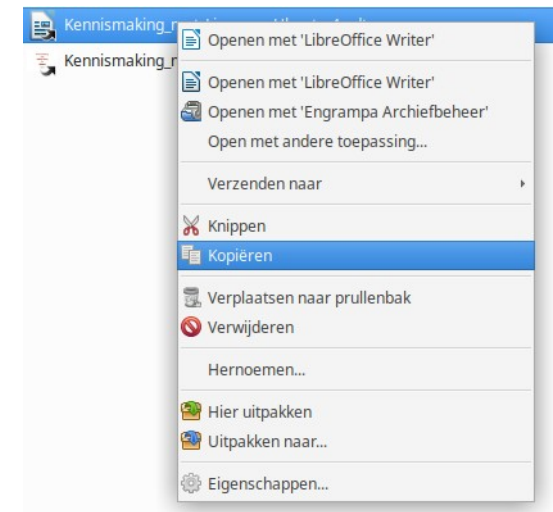 Kennismaking_
Openen met 'LibreOffice Writer'
Kennismaking_
Openen met 'LibreOffice Writer'
Openen met 'Engrampa Archiefbeheer'
Open met andere toepassing...
Verzenden naar
Knippen
Kopiëren
Verplaatsen naar prullenbak
Verwijderen
Hernoemen...
Hier uitpakken
Uitpakken naar...
Eigenschappen...